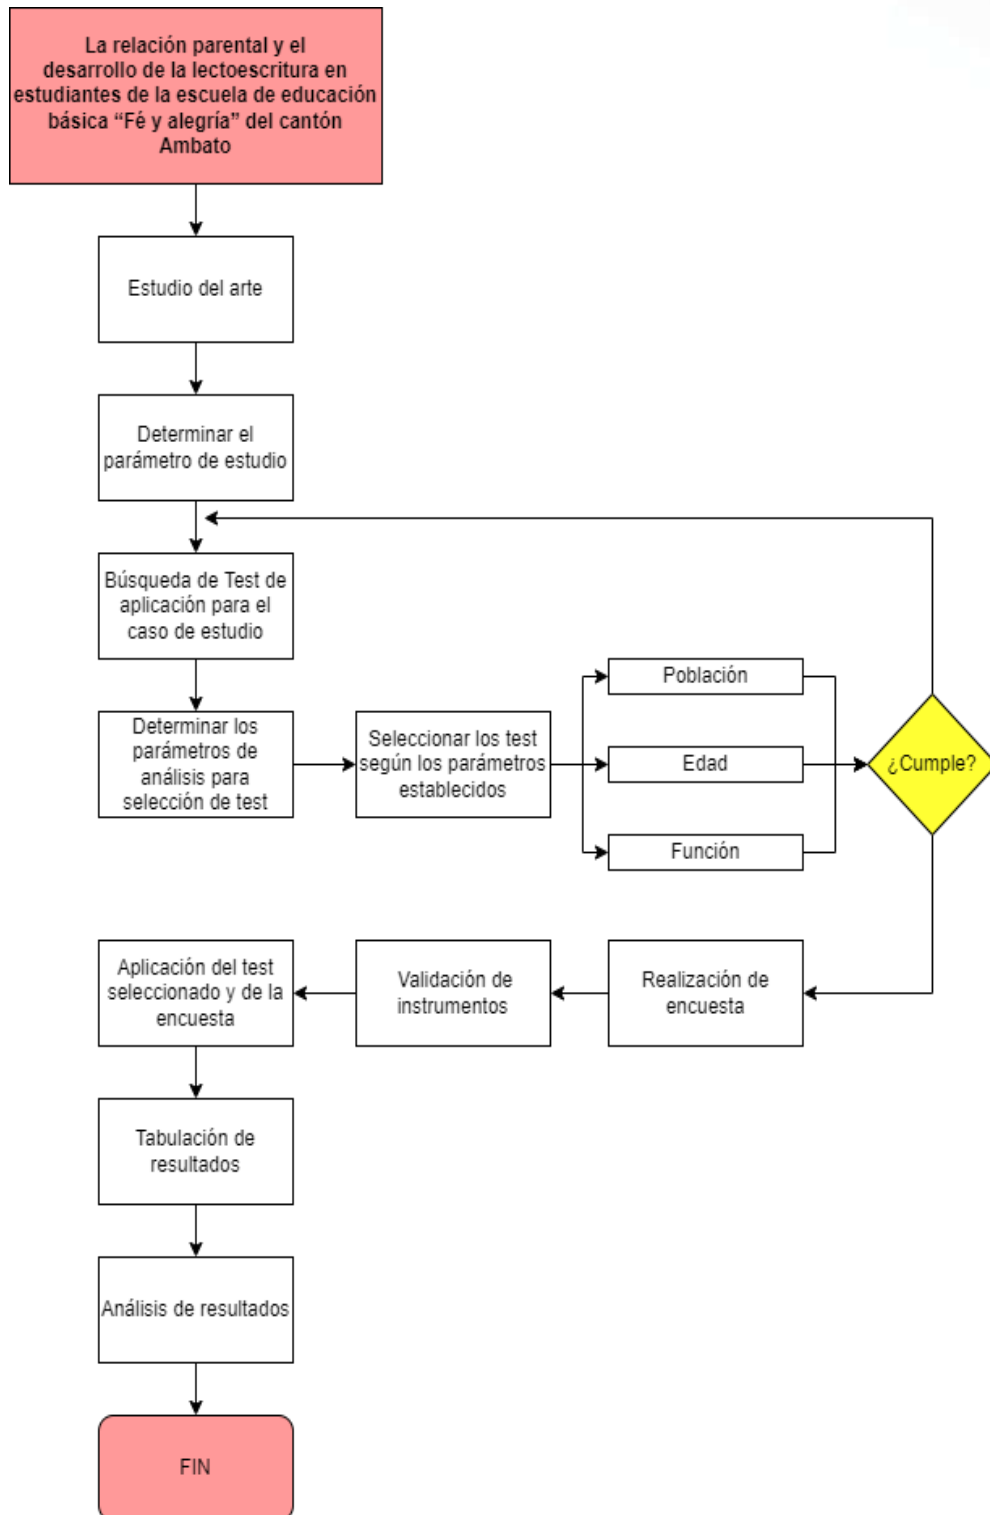 La relación parental y el
desarrollo de la lectoescritura en
estudiantes de la escuela de educación
básica “Fé y alegría” del cantón
Ambato
Estudio del arte
Determinar el
parámetro de estudio
Búsqueda de Test de
aplicación para el
caso de estudio
Determinar los
parámetros de
análisis para
selección de test
Seleccionar los test
según los parámetros
establecidos
Población
Edad
Función
¿Cumple?
Realización de
encuesta
Validación de
instrumentos
Aplicación del test
seleccionado y de la
encuesta
Tabulación de
resultados
Análisis de resultados
FIN